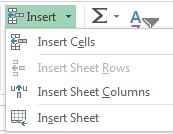 Insert Σ A
Insert Cells
Insert Sheet Rows
Insert Sheet Columns
Insert Sheet